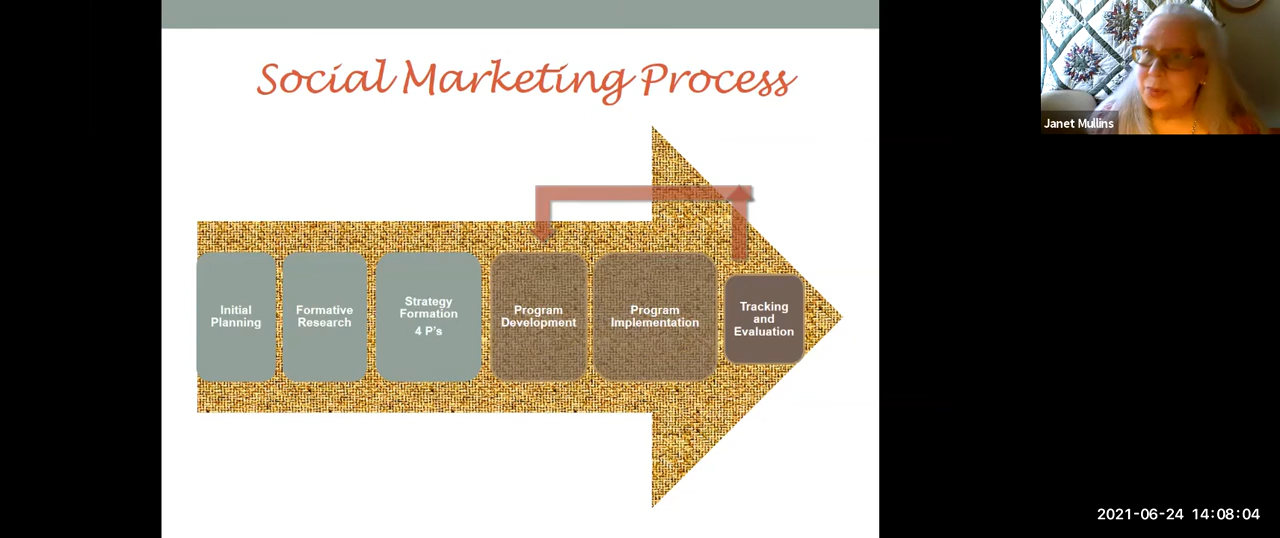 Social Marketing Process
Janet Mullins
Initial
Planning
Formative
Research
Strategy
Formation
4 P's
Program
Development
Program
Implementation
Tracking
and
Evaluation
2021-06-24 14:08:04